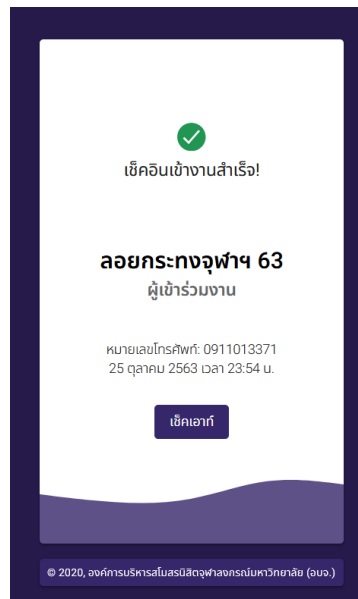 เช็คอินเข้างานสำเร็จ!
ลอยกระทงจุฬาฯ 63
ผู้เข้าร่วมงาน
หมายเลขโทรศัพท์: 0911013371
25 ตุลาคม 2563 เวลา 23:54 น.
เช็คเอาท์
© 2020, องค์การบริหารสโมสรนิสิตจุฬาลงกรณ์มหาวิทยาลัย (อบจ.)